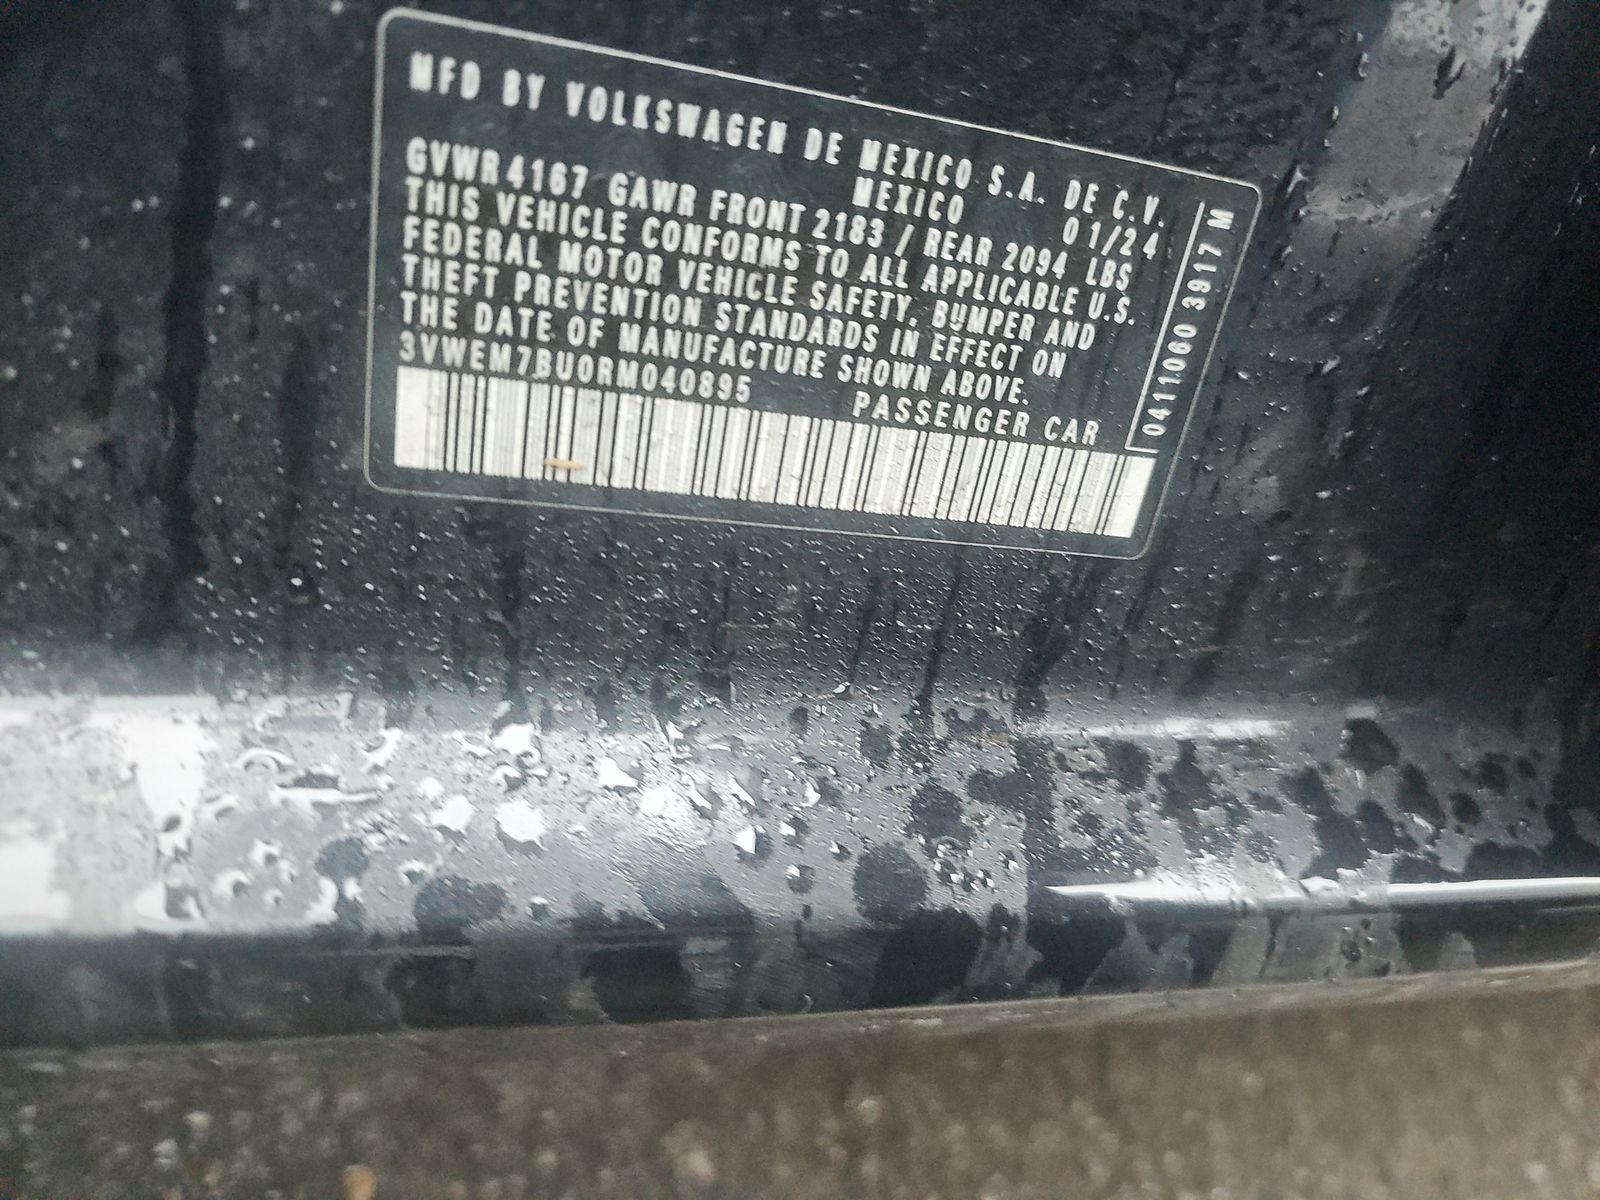 MFD BY VOLKSWAGEN DE MEXICO S.A. DE C.V.
MEXICO 01/24
GVWR 4167 GAWR FRONT 2183 / REAR 2094 LBS
THIS VEHICLE CONFORMS TO ALL APPLICABLE U.S.
FEDERAL MOTOR VEHICLE SAFETY, BUMPER AND
THEFT PREVENTION STANDARDS IN EFFECT ON
THE DATE OF MANUFACTURE SHOWN ABOVE.
3VWEM7BU0RM040895 PASSENGER CAR
04111060 3917 M